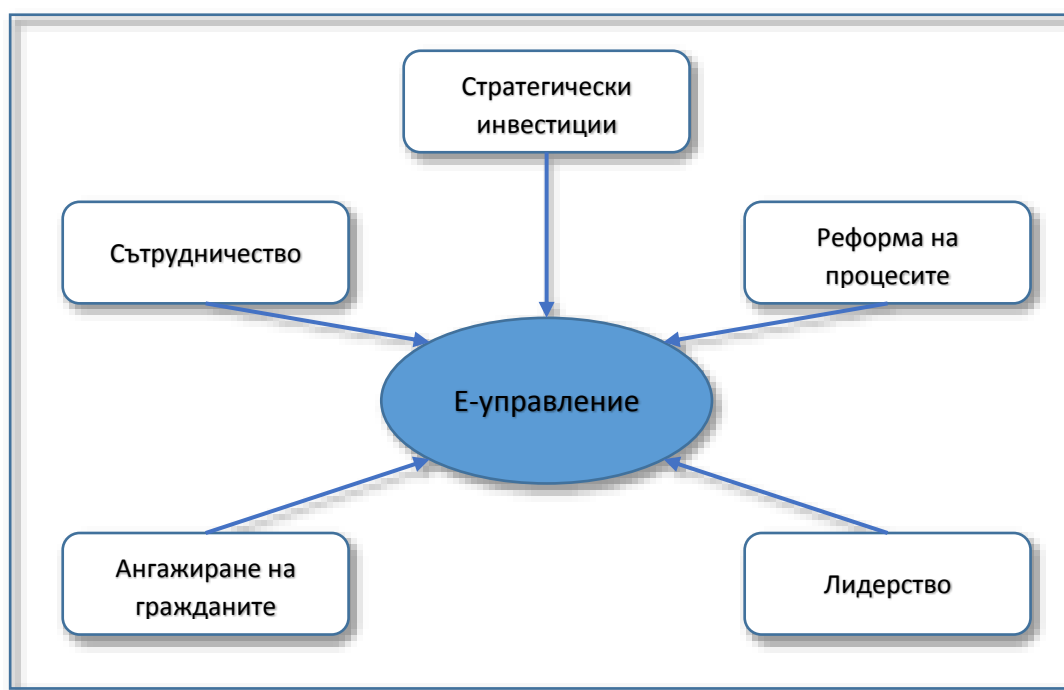 Стратегически
инвестиции
Сътрудничество
Реформа на
процесите
Е-управление
Ангажиране на
гражданите
Лидерство